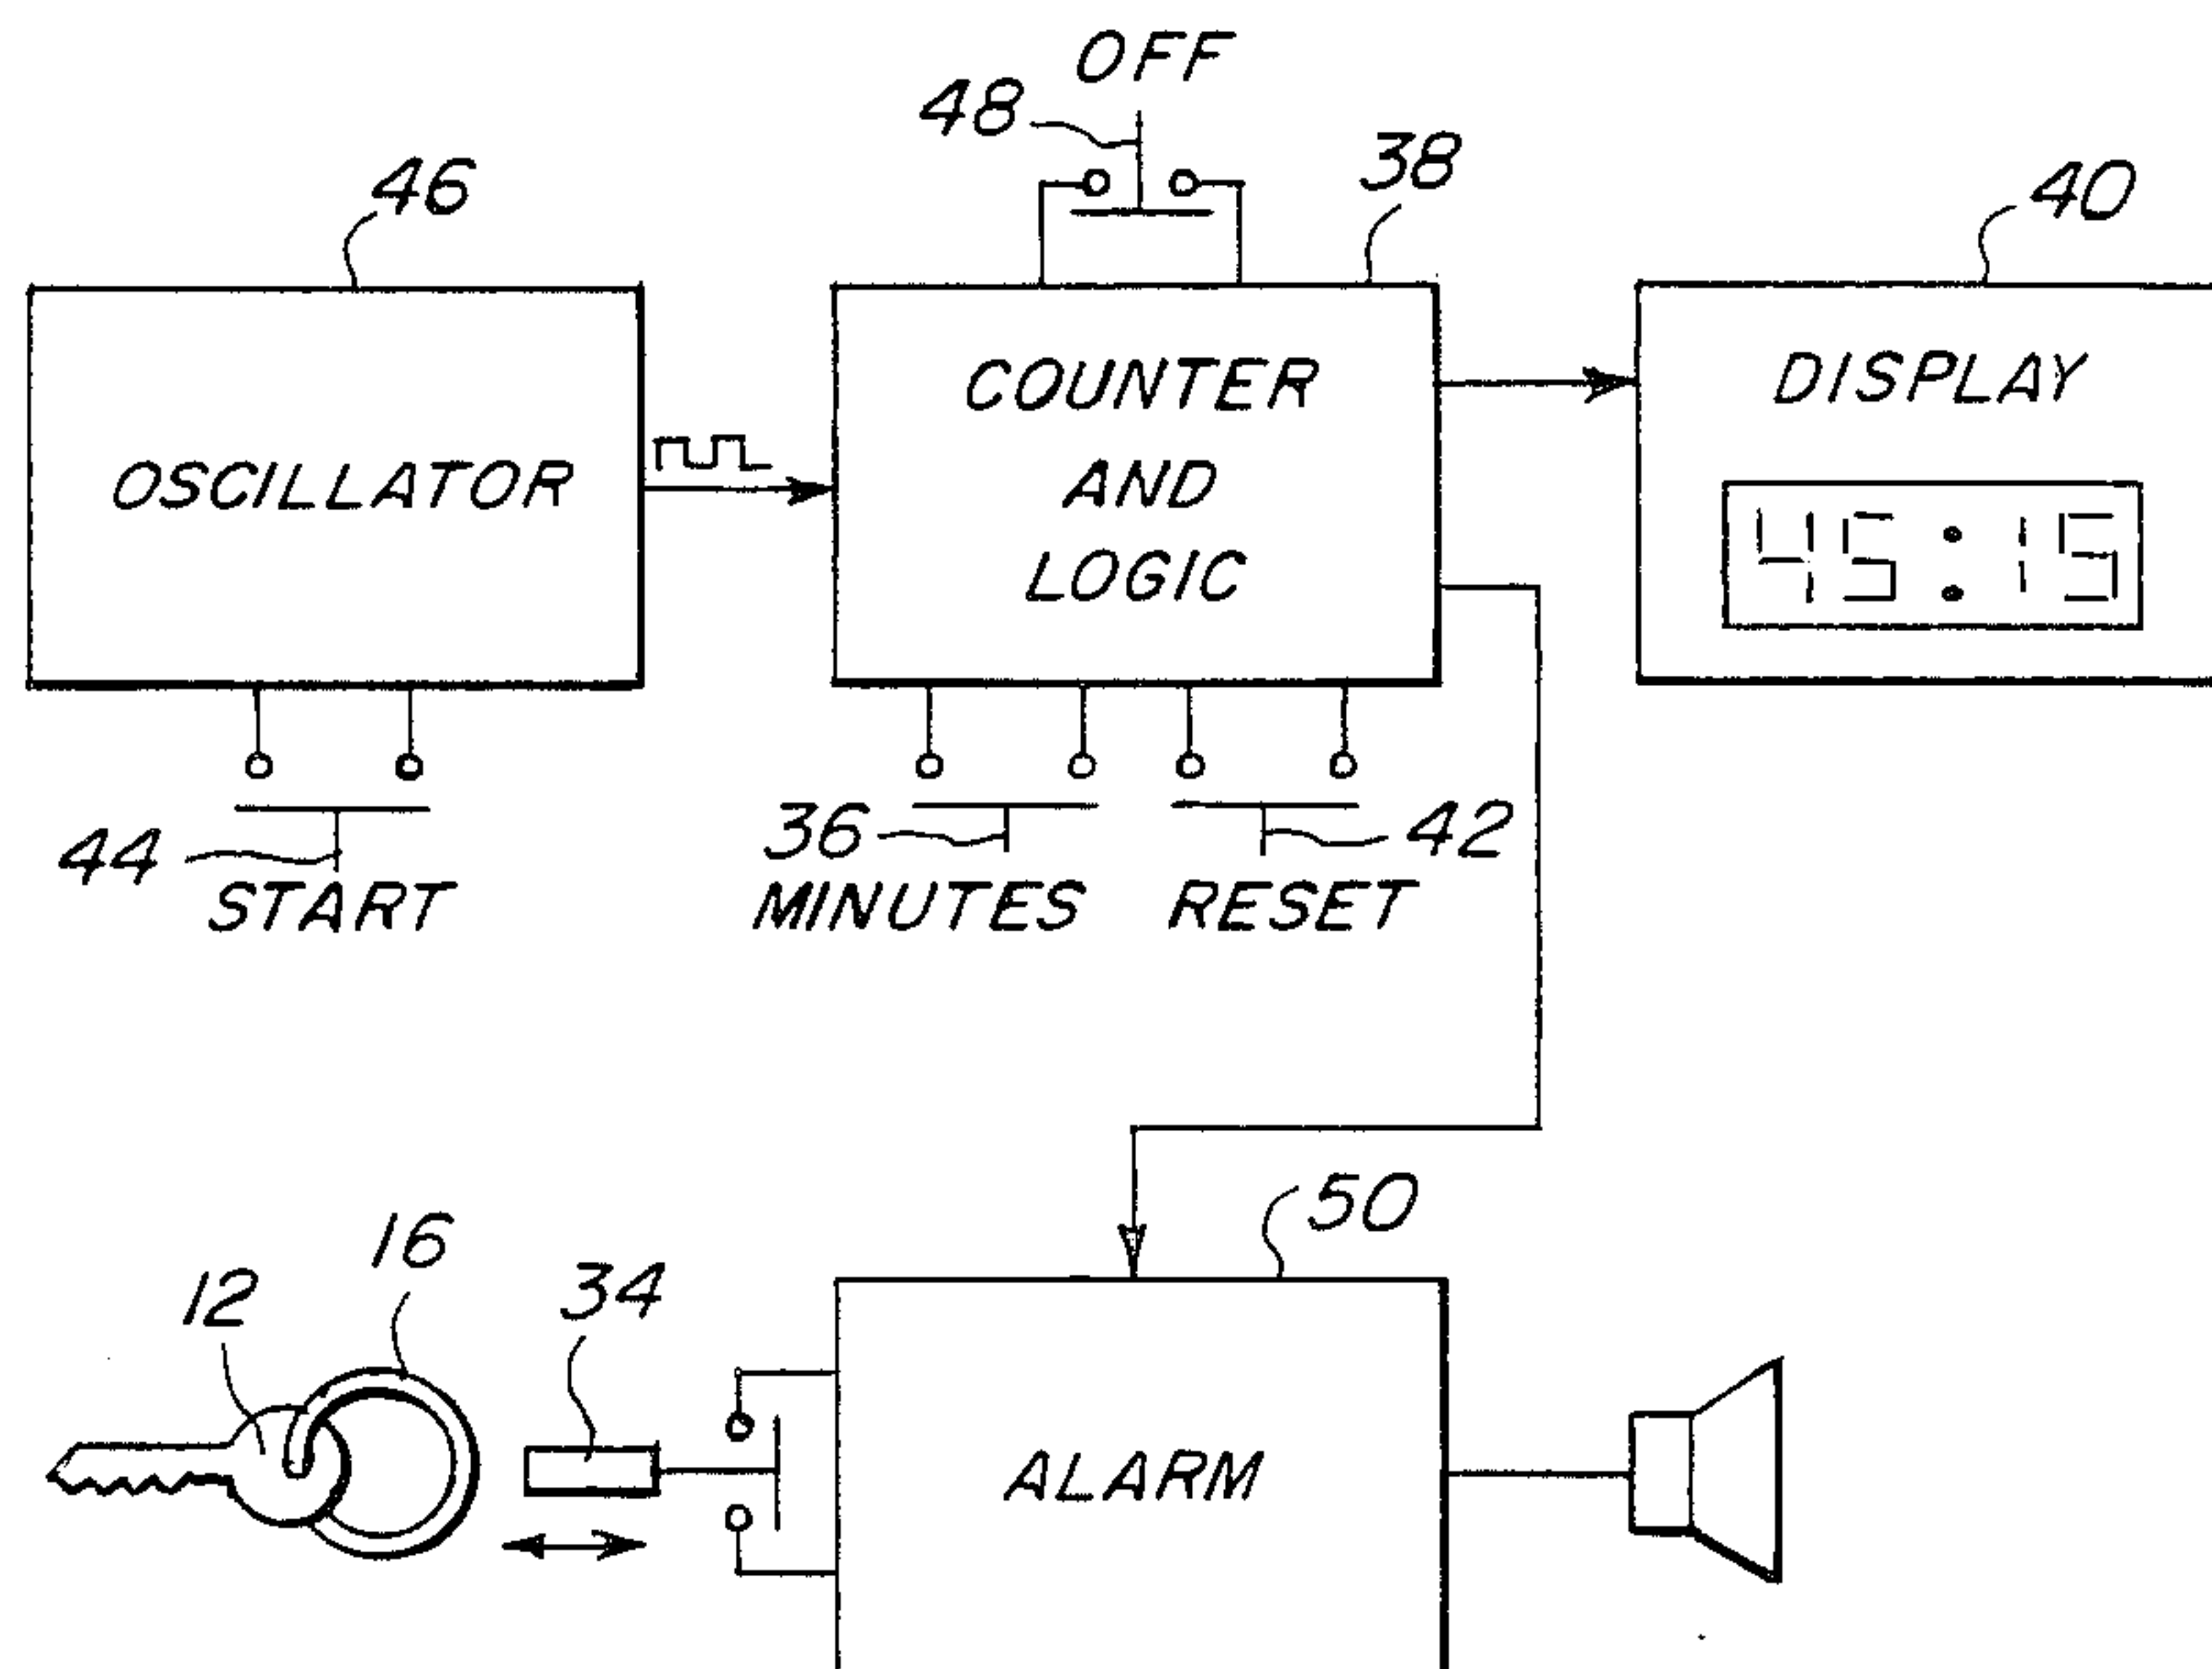 OFF
48
38
46
40
OSCILLATOR
COUNTER
AND
LOGIC
DISPLAY
45:15
44
START
36
MINUTES
42
RESET
50
16
12
34
ALARM